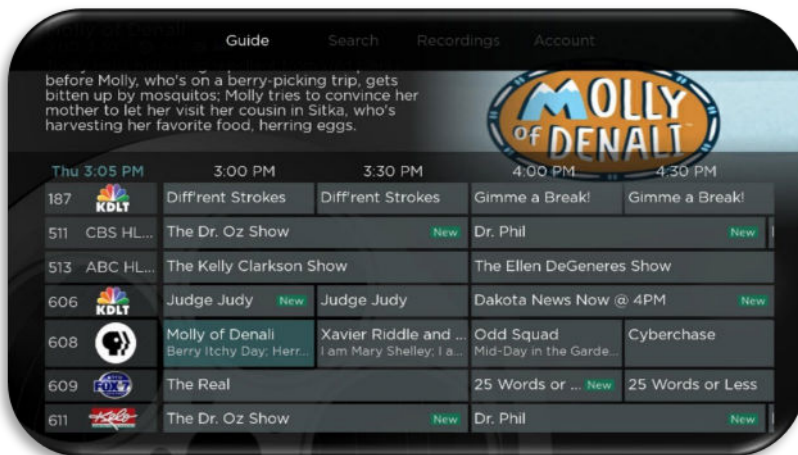 Guide Search Recordings Account
before Molly, who's on a berry-picking trip, gets
bitten up by mosquitos; Molly tries to convince her
mother to let her visit her cousin in Sitka, who's
harvesting her favorite food, herring eggs.
MOLLY
OF DENALI
Thu 3:05 PM 3:00 PM 3:30 PM 4:00 PM 4:30 PM
187 KDLT Diff'rent Strokes Diff'rent Strokes Gimme a Break! Gimme a Break!
511 CBS HL... The Dr. Oz Show New Dr. Phil New
513 ABC HL... The Kelly Clarkson Show The Ellen DeGeneres Show
606 KDLT Judge Judy New Judge Judy Dakota News Now @ 4PM New
608 Molly of Denali Xavier Riddle and ... Odd Squad Cyberchase
Berry Itchy Day; Herr... I am Mary Shelley; I a... Mid-Day in the Garde...
609 FOX 7 The Real 25 Words or ... New 25 Words or Less
611 Kelo The Dr. Oz Show New Dr. Phil New